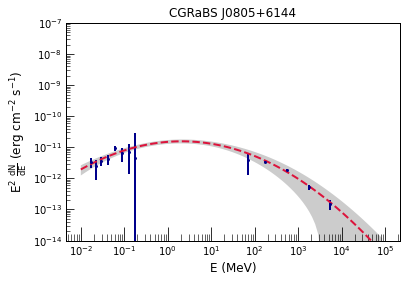 CGRaBS J0805+6144
E² dN/dE (erg cm⁻² s⁻¹)
10⁻⁷
10⁻⁸
10⁻⁹
10⁻¹⁰
10⁻¹¹
10⁻¹²
10⁻¹³
10⁻¹⁴
10⁻² 10⁻¹ 10⁰ 10¹ 10² 10³ 10⁴ 10⁵
E (MeV)